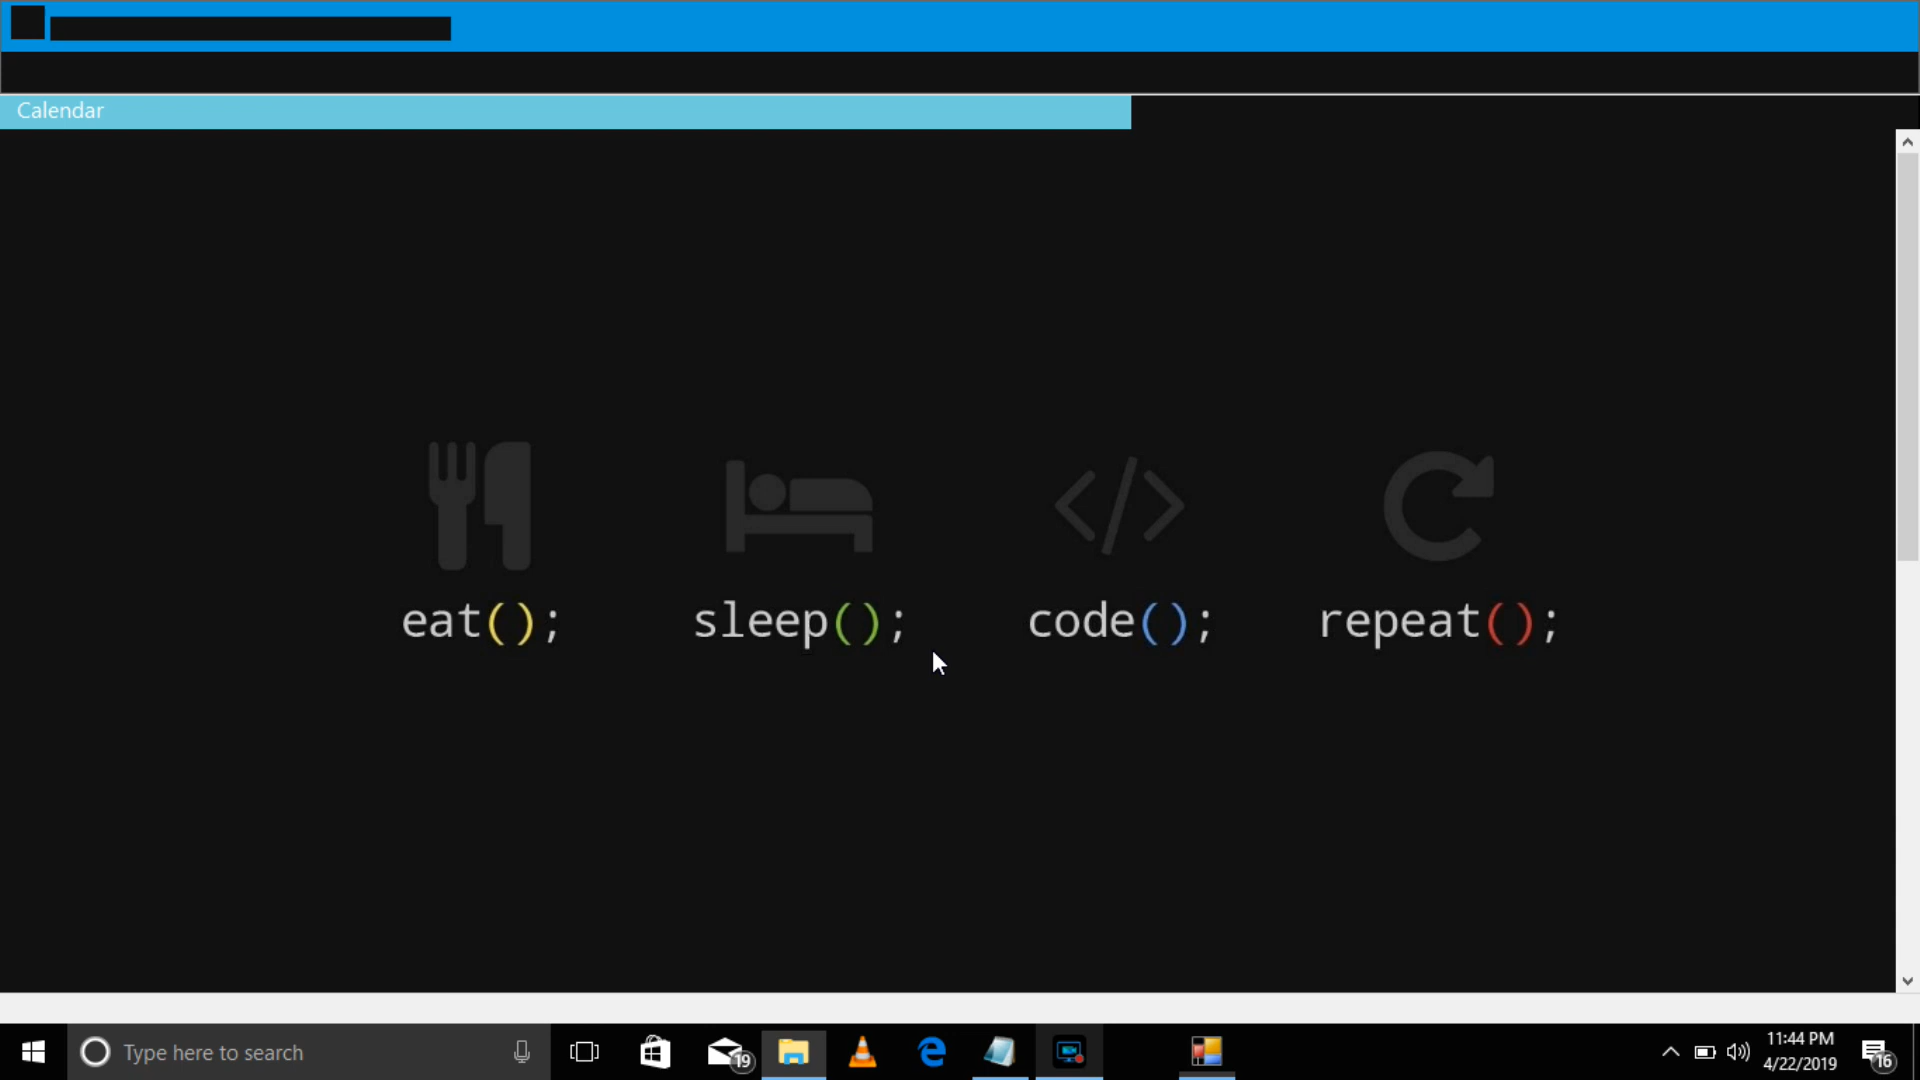 Calendar
eat(); sleep(); code(); repeat();
Type here to search
19
11:44 PM
4/22/2019
16